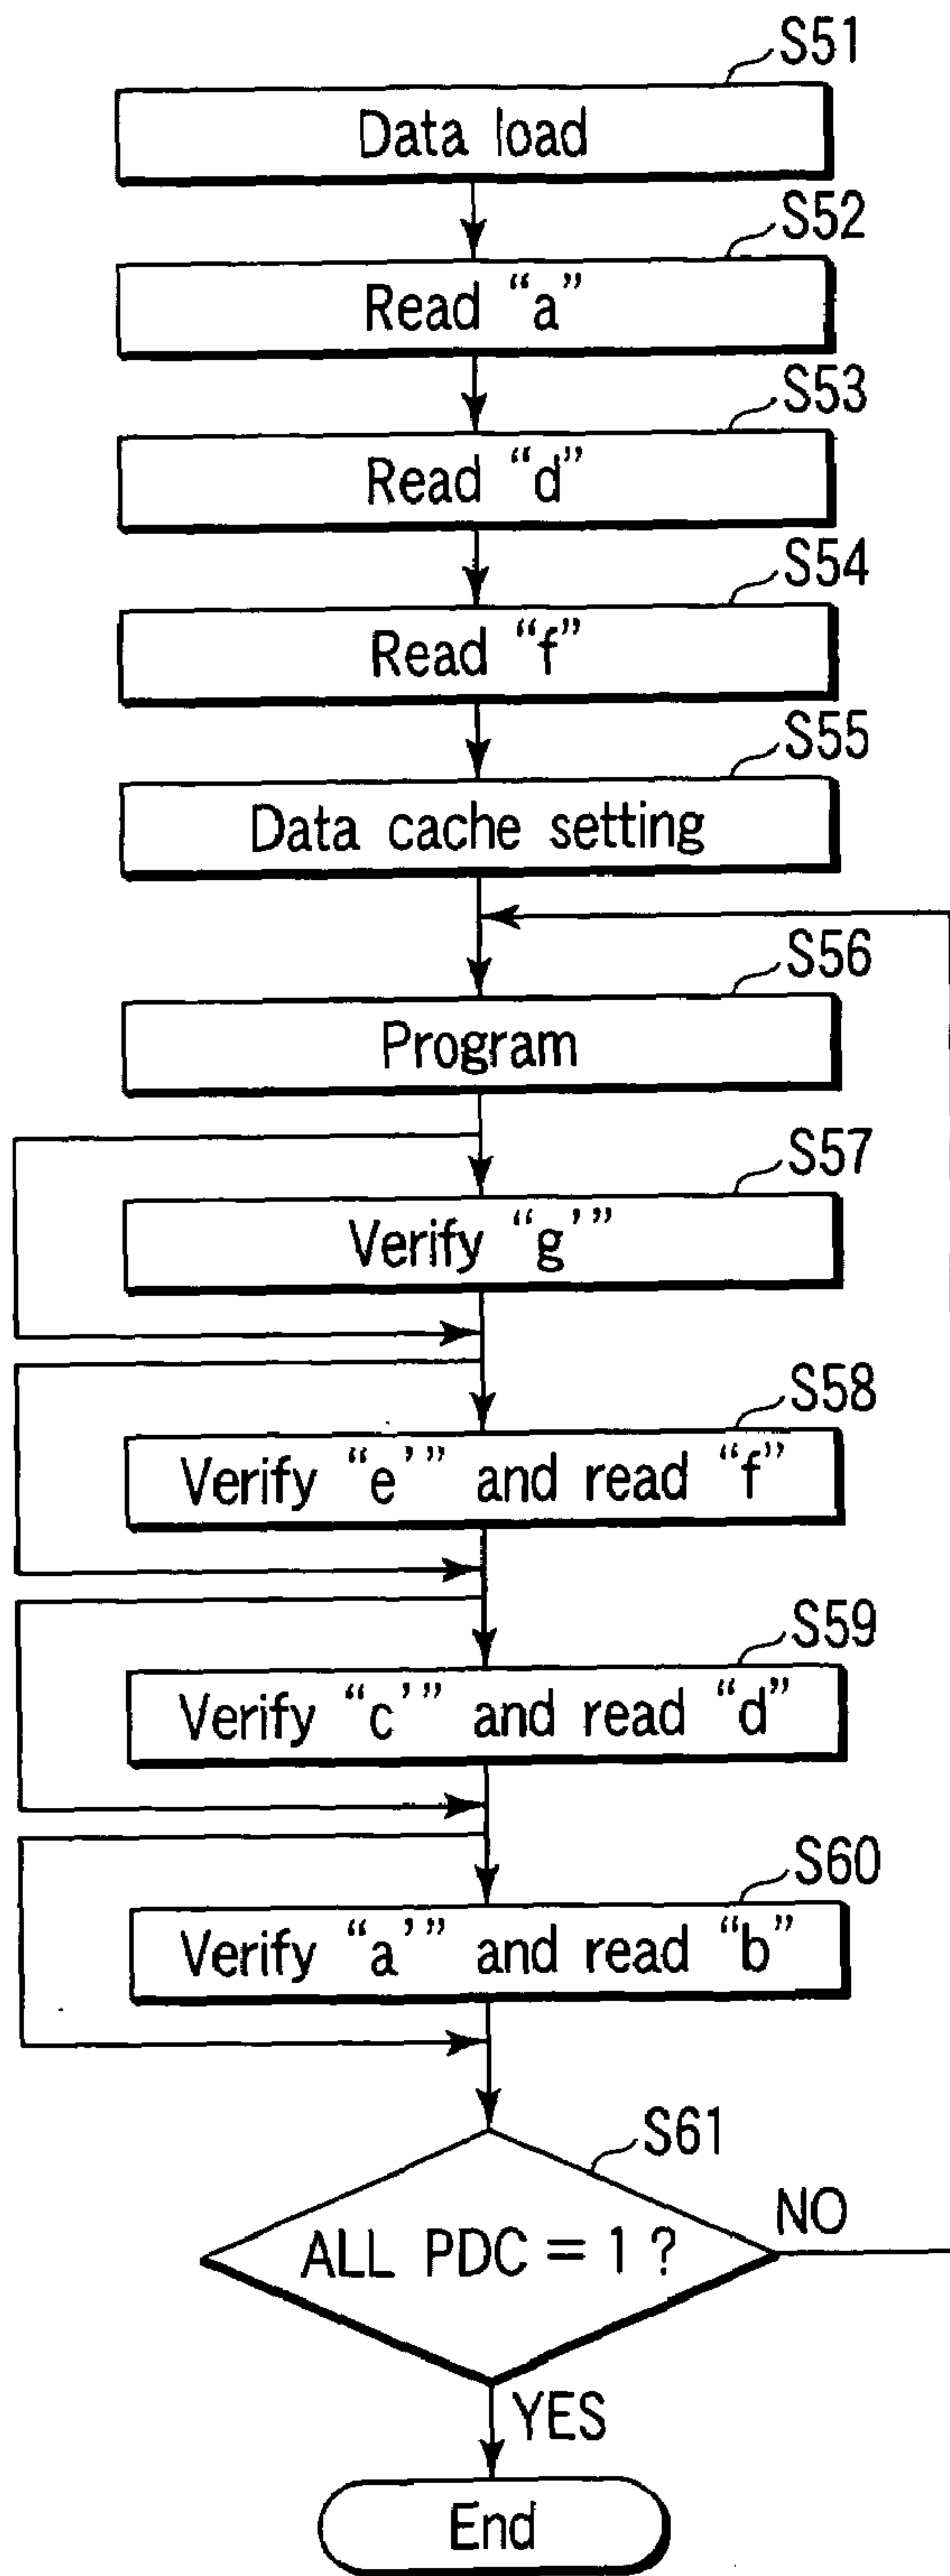 S51
Data load
S52
Read “a”
S53
Read “d”
S54
Read “f”
S55
Data cache setting
S56
Program
S57
Verify “g’”
S58
Verify “e’” and read “f”
S59
Verify “c’” and read “d”
S60
Verify “a’” and read “b”
S61
ALL PDC = 1 ?
NO
YES
End